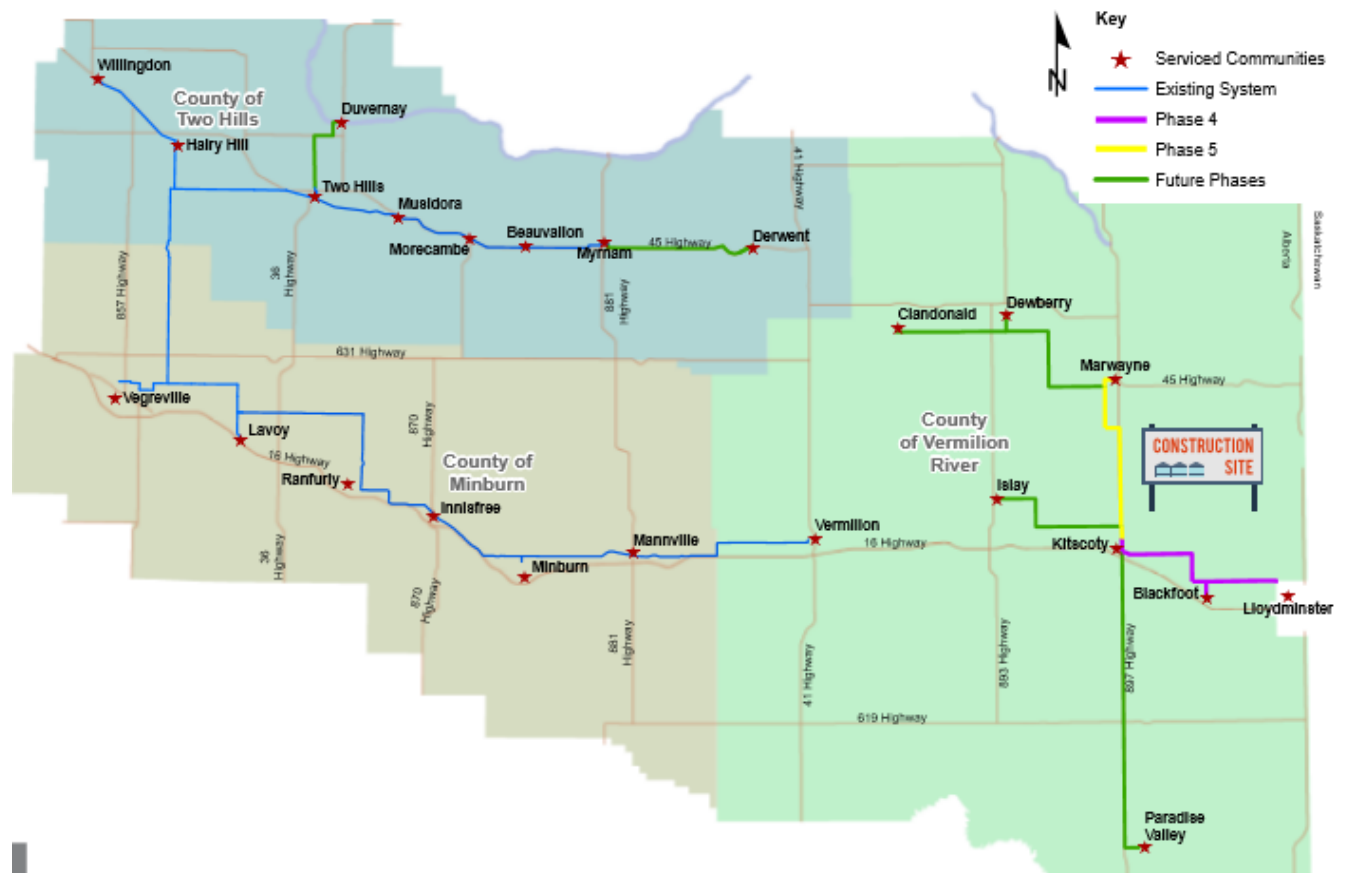 Key
Serviced Communities
Existing System
Phase 4
Phase 5
Future Phases
N
Willingdon
County of
Two Hills
Duvernay
Hairy Hill
Two Hills
Musidora
Morecambe
Beauvallon
Myrnam
45 Highway
Derwent
41 Highway
Saskatchewan
Alberta
857 Highway
36
Highway
881
Highway
631 Highway
Clandonald
Dewberry
Marwayne
45 Highway
Vegreville
Lavoy
16 Highway
Ranfurly
870
Highway
County of
Minburn
Innisfree
County
of Vermilion
River
CONSTRUCTION
SITE
Islay
Mannville
Vermilion
16 Highway
Kitscoty
Minburn
Blackfoot
Lloydminster
36
Highway
870
Highway
881
Highway
41 Highway
893 Highway
897 Highway
619 Highway
Paradise
Valley